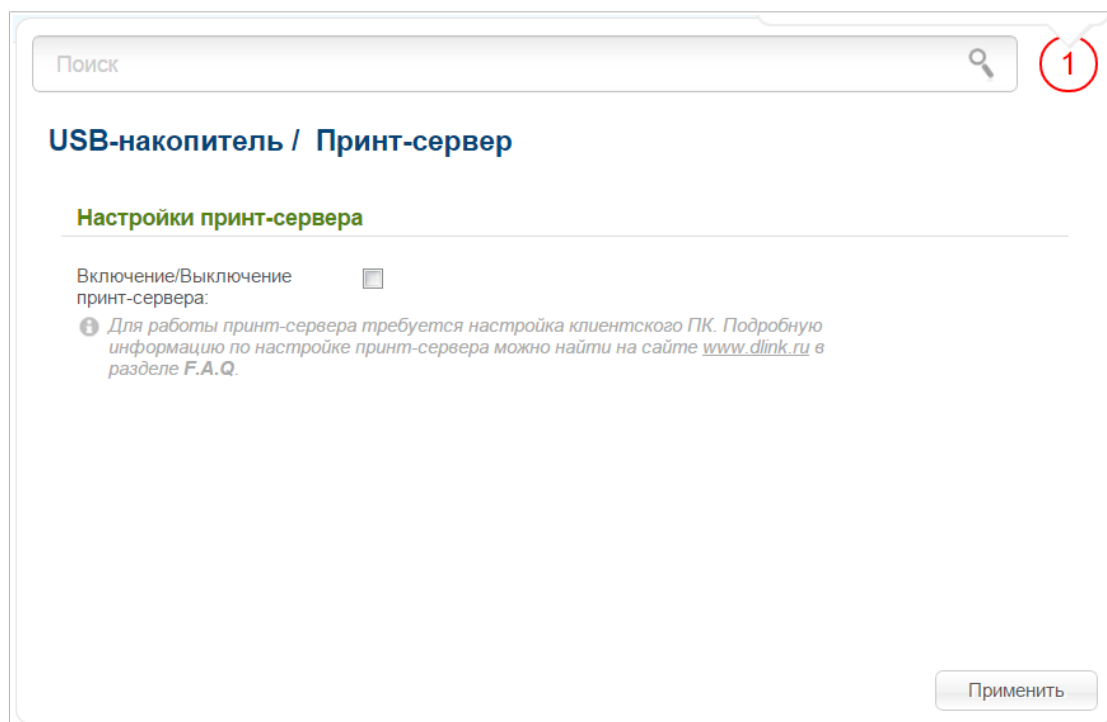 Поиск
1
USB-накопитель / Принт-сервер
Настройки принт-сервера
Включение/Выключение
принт-сервера:
Для работы принт-сервера требуется настройка клиентского ПК. Подробную
информацию по настройке принт-сервера можно найти на сайте www.dlink.ru в
разделе F.A.Q.
Применить